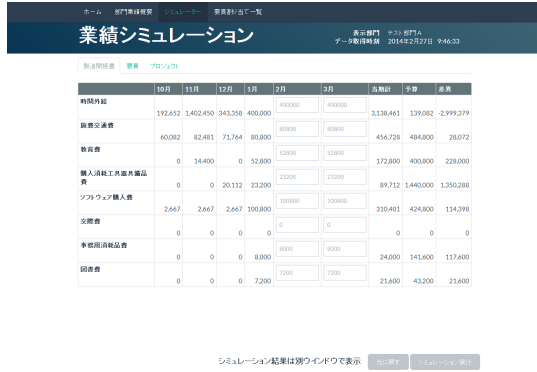 ホーム 部門業績概要 シミュレーター 要員割り当て一覧
業績シミュレーション
表示部門 テスト部門A
データ取得時刻 2014年2月27日 9:46:33
製造間接費 要員 プロジェクト
10月 11月 12月 1月 2月 3月 当期計 予算 差異
時間外給 192,652 1,402,450 343,358 400,000 400000 400000 3,138,461 139,082 -2,999,379
旅費交通費 60,082 82,481 71,764 80,800 80800 80800 456,728 484,800 28,072
教育費 0 14,400 0 52,800 52800 52800 172,800 400,800 228,000
購入消耗工具器具備品費 0 0 20,112 23,200 23200 23200 89,712 1,440,000 1,350,288
ソフトウェア購入費 2,667 2,667 2,667 100,800 100800 100800 310,401 424,800 114,398
交際費 0 0 0 0 0 0 0 0 0
事務用消耗品費 0 0 0 8,000 8000 8000 24,000 141,600 117,600
図書費 0 0 0 7,200 7200 7200 21,600 43,200 21,600
シミュレーション結果は別ウインドウで表示 元に戻す シミュレーション実行